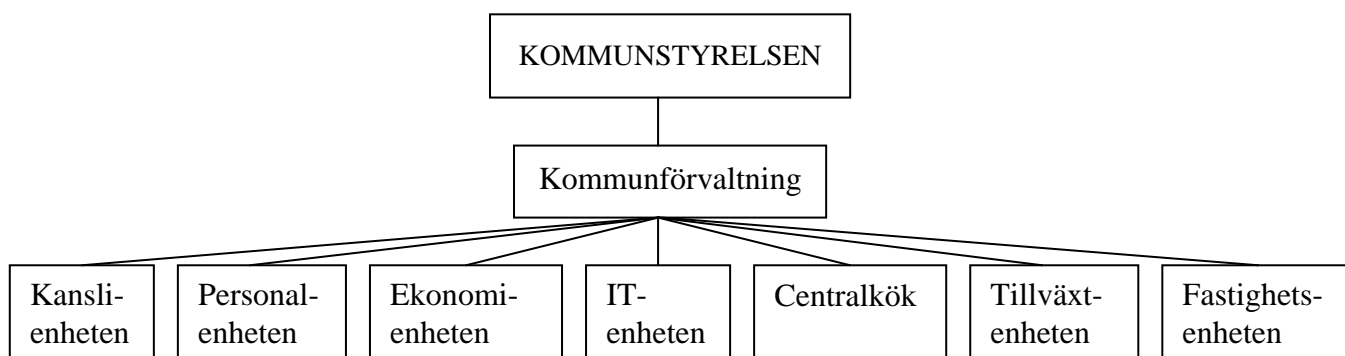 KOMMUNSTYRELSEN
Kommunförvaltning
Kansli-
enheten
Personal-
enheten
Ekonomi-
enheten
IT-
enheten
Centralkök
Tillväxt-
enheten
Fastighets-
enheten